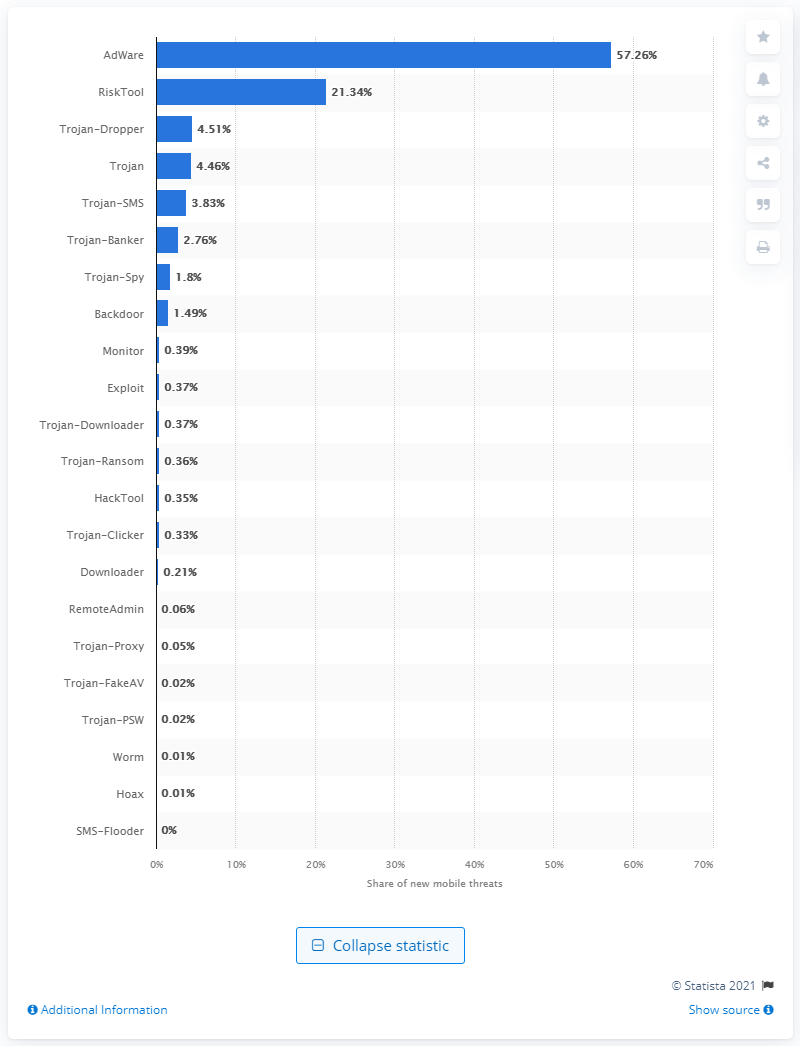 AdWare 57.26%
RiskTool 21.34%
Trojan-Dropper 4.51%
Trojan 4.46%
Trojan-SMS 3.83%
Trojan-Banker 2.76%
Trojan-Spy 1.8%
Backdoor 1.49%
Monitor 0.39%
Exploit 0.37%
Trojan-Downloader 0.37%
Trojan-Ransom 0.36%
HackTool 0.35%
Trojan-Clicker 0.33%
Downloader 0.21%
RemoteAdmin 0.06%
Trojan-Proxy 0.05%
Trojan-FakeAV 0.02%
Trojan-PSW 0.02%
Worm 0.01%
Hoax 0.01%
SMS-Flooder 0%
0% 10% 20% 30% 40% 50% 60% 70%
Share of new mobile threats
Collapse statistic
© Statista 2021
Additional Information Show source